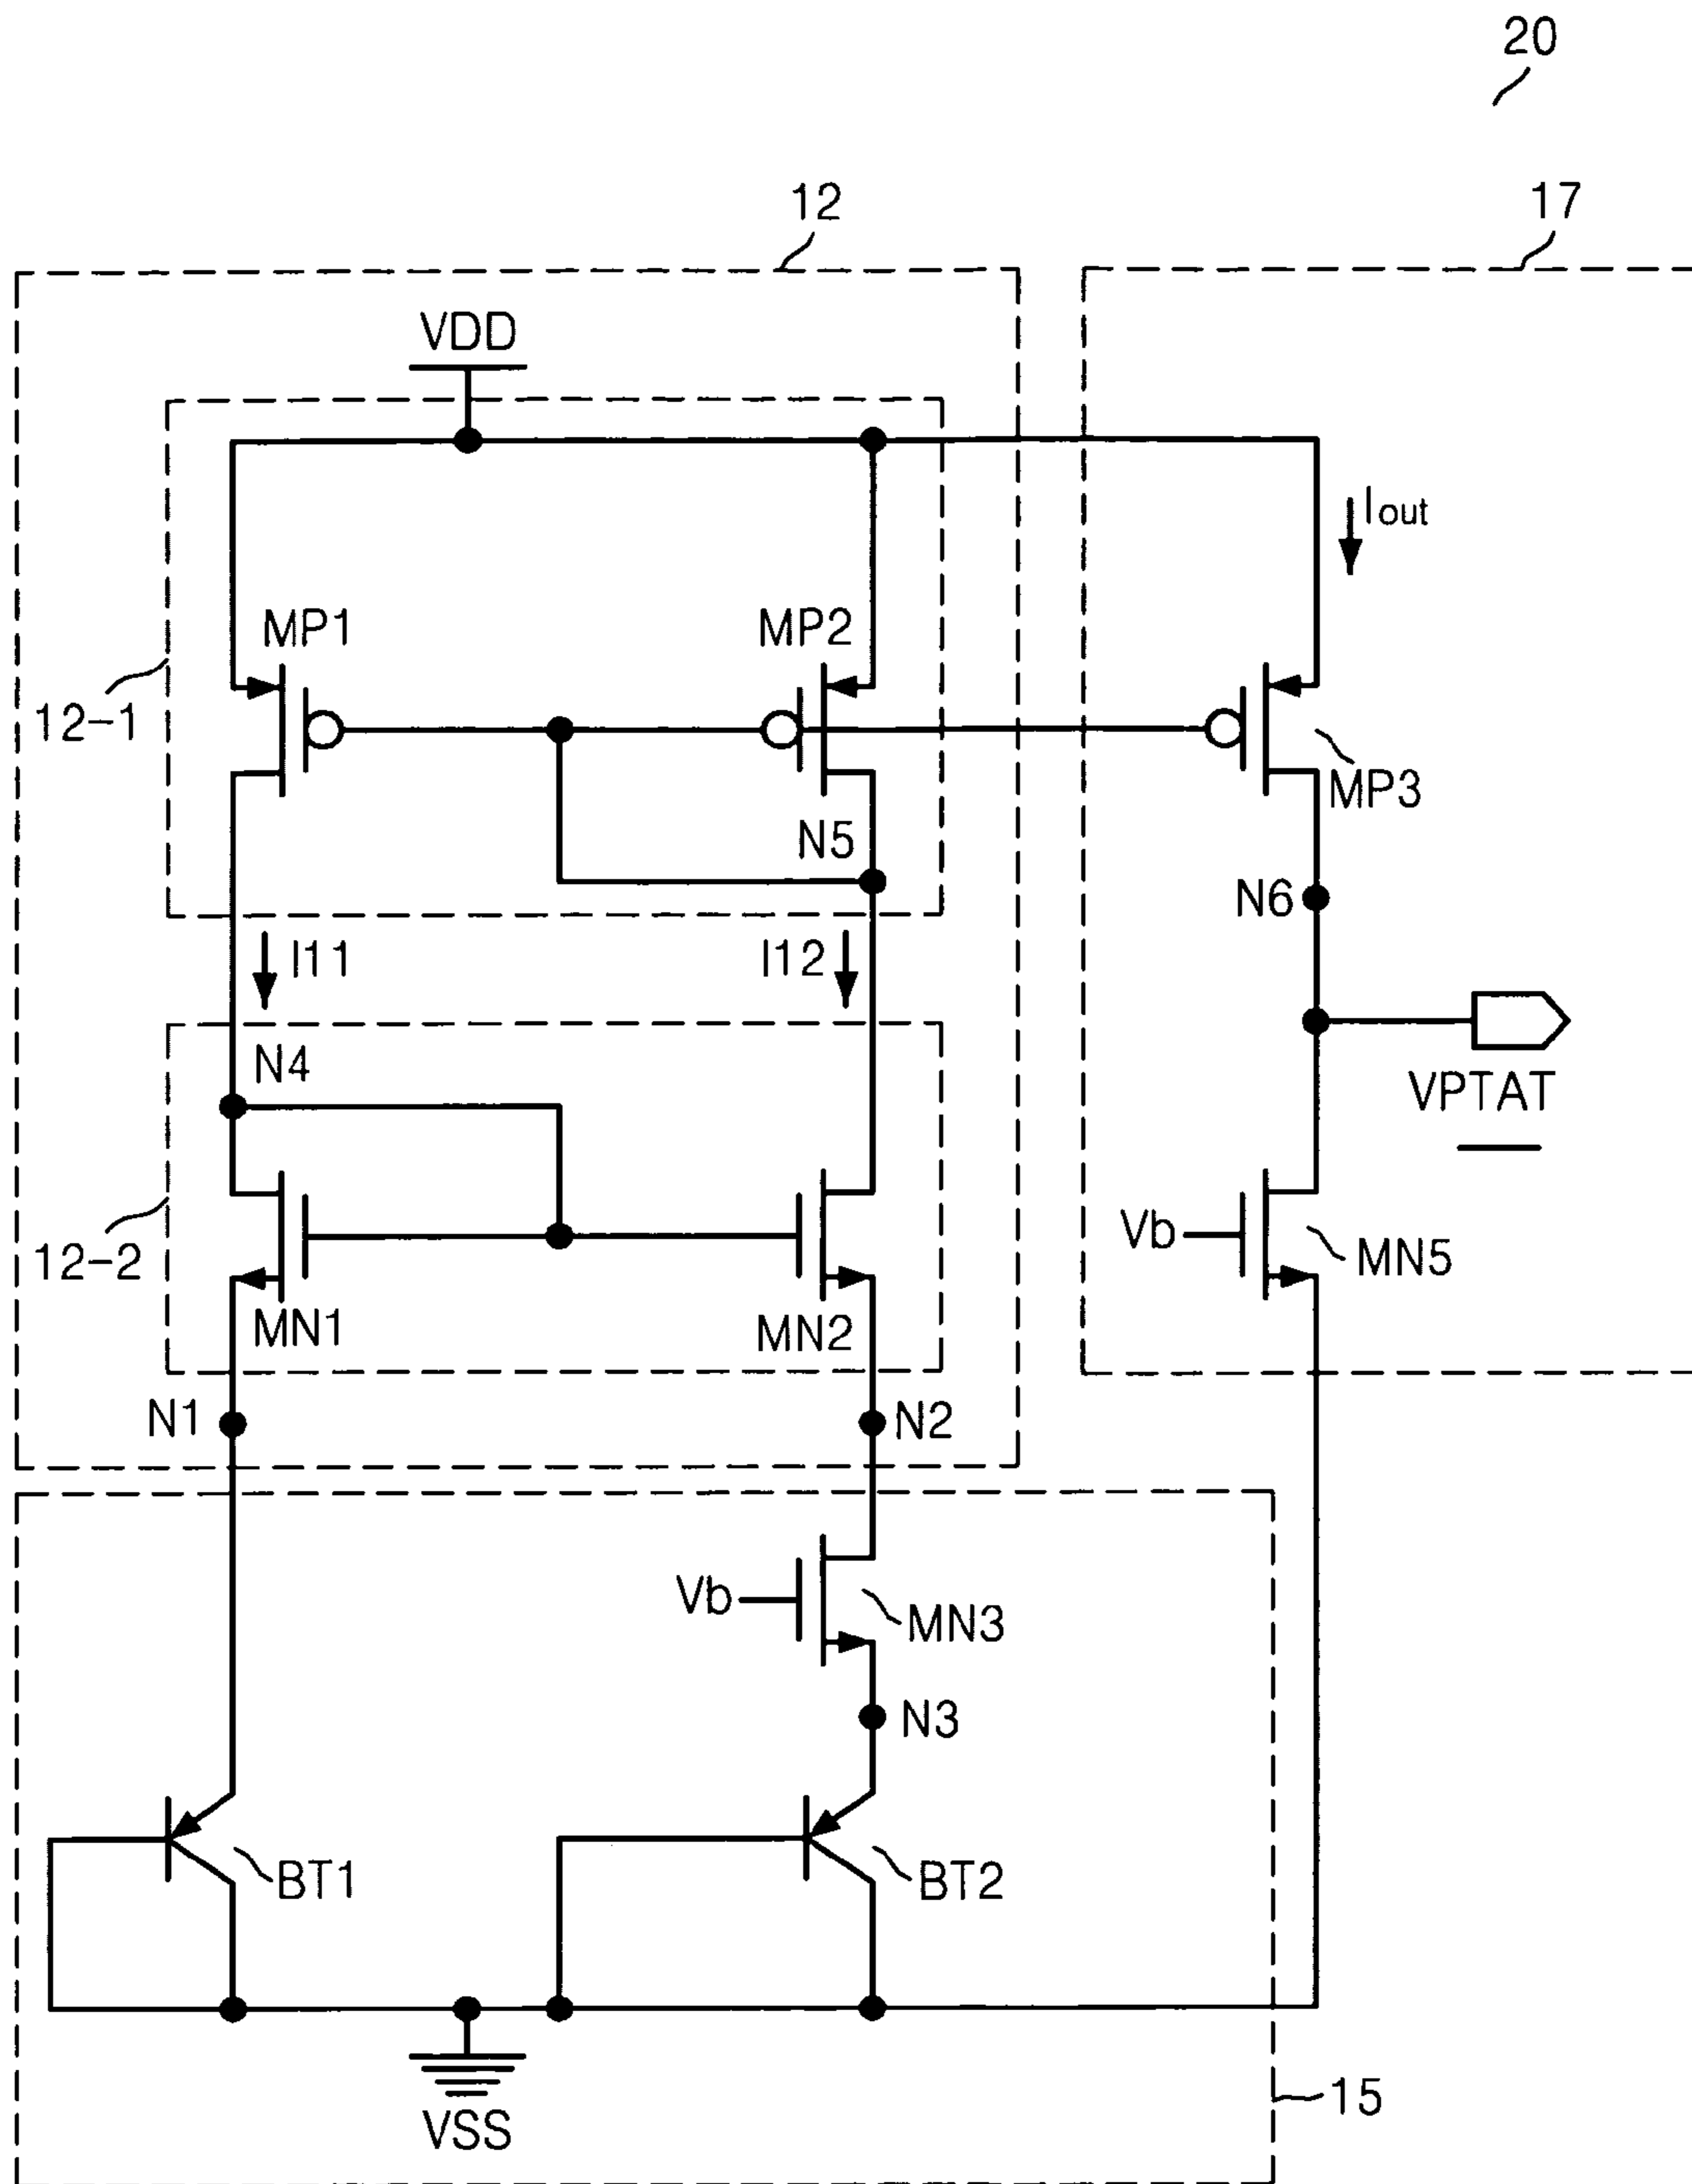 20
12
17
VDD
Iout
MP1
MP2
12-1
MP3
N5
N6
I11
I12
N4
VPTAT
Vb
MN5
12-2
MN1
MN2
N1
N2
Vb
MN3
N3
BT1
BT2
15
VSS